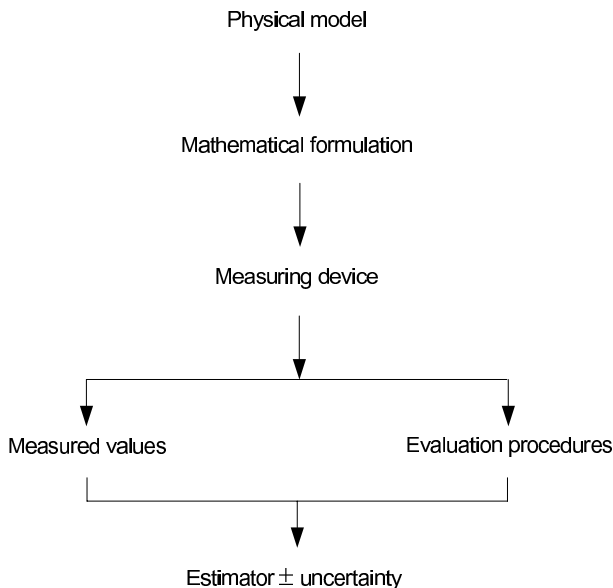 Physical model
Mathematical formulation
Measuring device
Measured values
Evaluation procedures
Estimator ± uncertainty